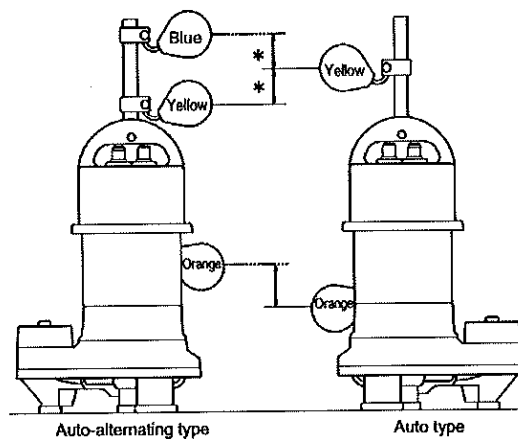 Blue
*
Yellow
*
Yellow
Orange
Orange
Auto-alternating type
Auto type